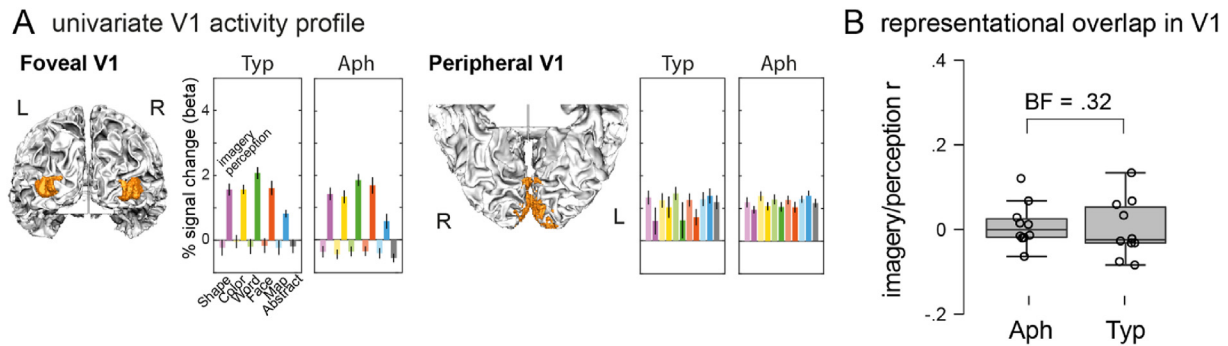 A univariate V1 activity profile
Foveal V1
L R
Typ Aph
% signal change (beta)
4
2
0
imagery
perception
Shape
Color
Word
Face
Map
Abstract
Peripheral V1
R L
Typ Aph
B representational overlap in V1
imagery/perception r
.4
.2
0
-.2
BF = .32
Aph Typ